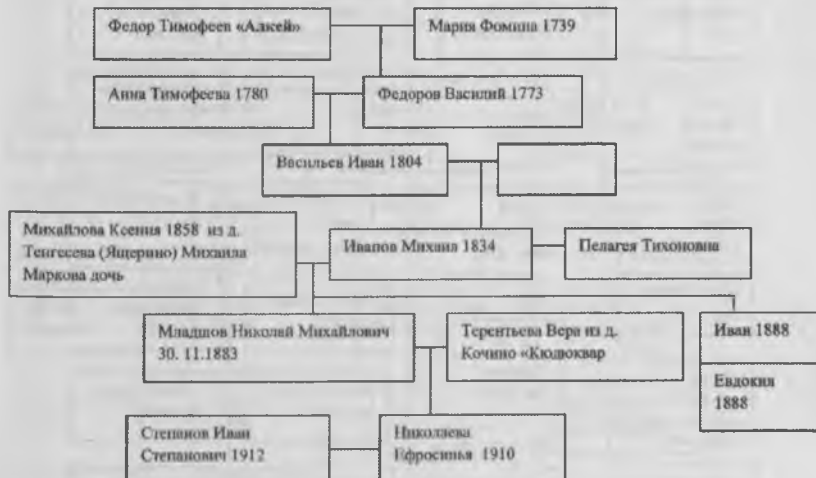 Федор Тимофеев «Алкей»
Мария Фомина 1739
Анна Тимофеева 1780
Федоров Василий 1773
Васильев Иван 1804
Михайлова Ксения 1858 из д.
Тенгесева (Ящерино) Михаила
Маркова дочь
Иванов Михаил 1834
Пелагея Тихоновна
Младшов Николай Михайлович
30. 11.1883
Терентьева Вера из д.
Кочино «Кюдюквар
Иван 1888
Евдокия
1888
Степанов Иван
Степанович 1912
Николаева
Ефросинья 1910